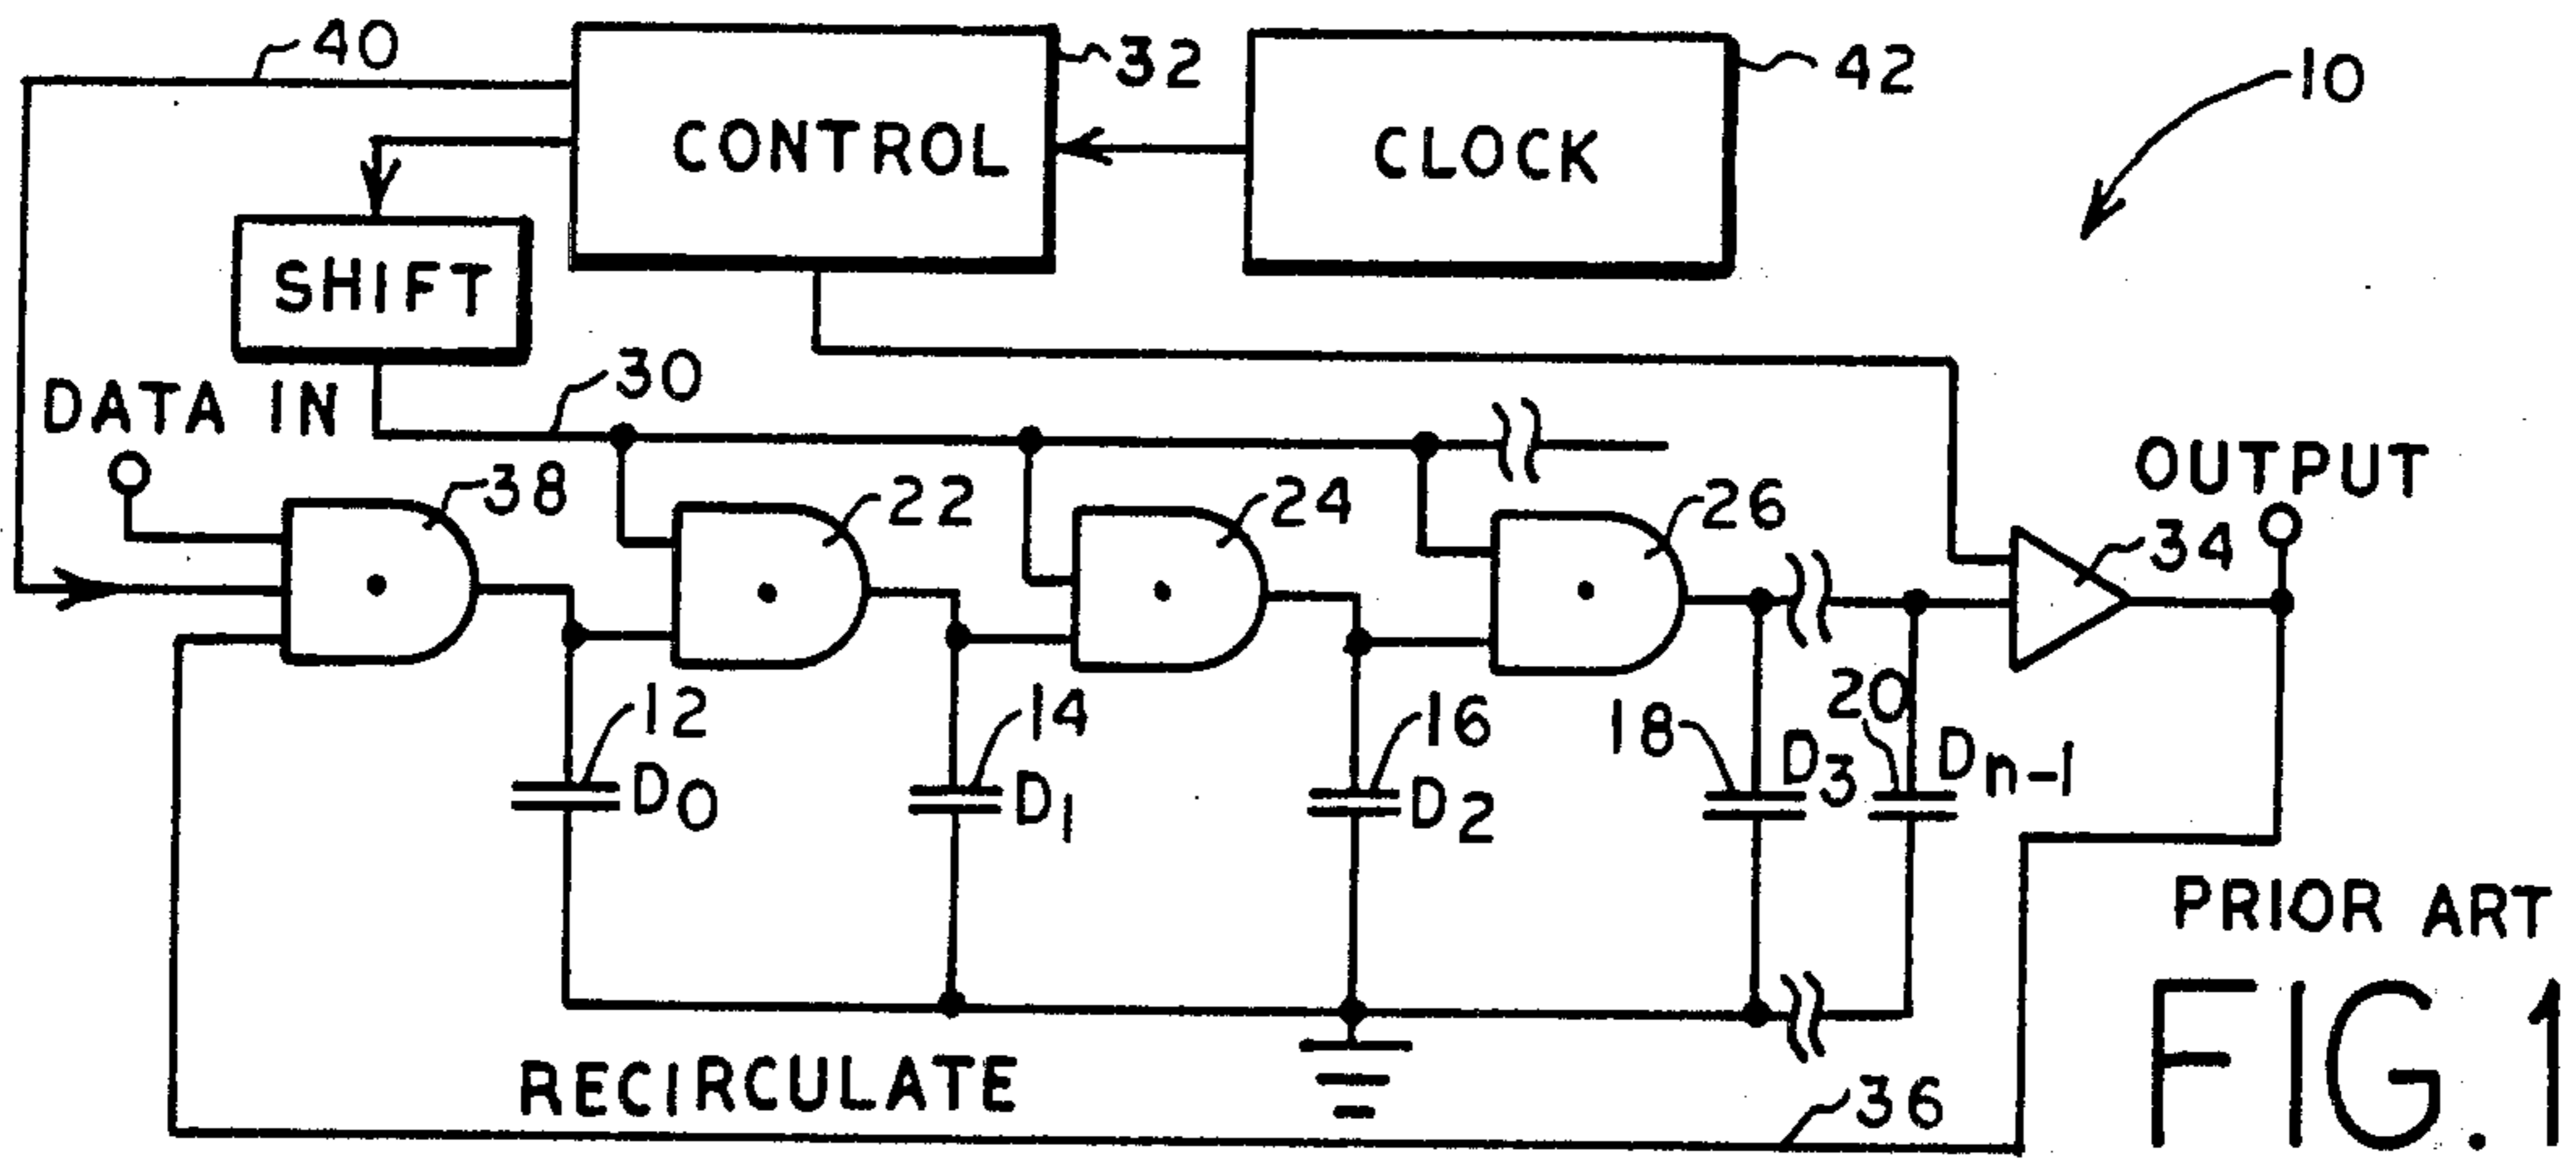 40
CONTROL
32
CLOCK
42
10
SHIFT
30
DATA IN
38
22
24
26
34
OUTPUT
12
D0
14
D1
16
D2
18
D3
20
Dn-1
RECIRCULATE
36
PRIOR ART
FIG. 1